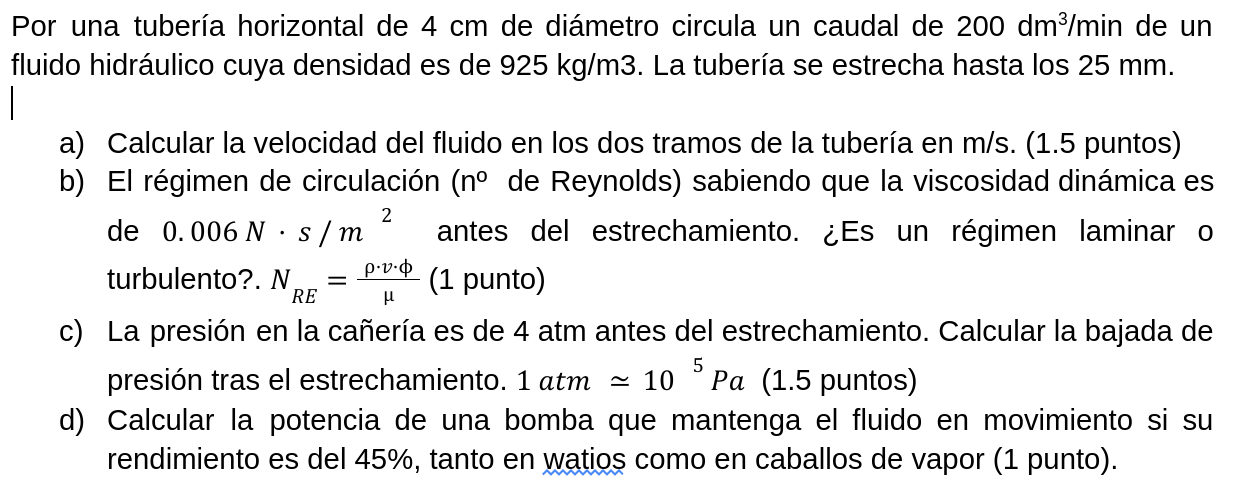 Por una tubería horizontal de 4 cm de diámetro circula un caudal de 200 dm³/min de un
fluido hidráulico cuya densidad es de 925 kg/m3. La tubería se estrecha hasta los 25 mm.
a) Calcular la velocidad del fluido en los dos tramos de la tubería en m/s. (1.5 puntos)
b) El régimen de circulación (nº de Reynolds) sabiendo que la viscosidad dinámica es
de 0.006 N · s / m² antes del estrechamiento. ¿Es un régimen laminar o
turbulento?. N_RE = ρ·v·ϕ / μ (1 punto)
c) La presión en la cañería es de 4 atm antes del estrechamiento. Calcular la bajada de
presión tras el estrechamiento. 1 atm ≃ 10⁵ Pa (1.5 puntos)
d) Calcular la potencia de una bomba que mantenga el fluido en movimiento si su
rendimiento es del 45%, tanto en watios como en caballos de vapor (1 punto).